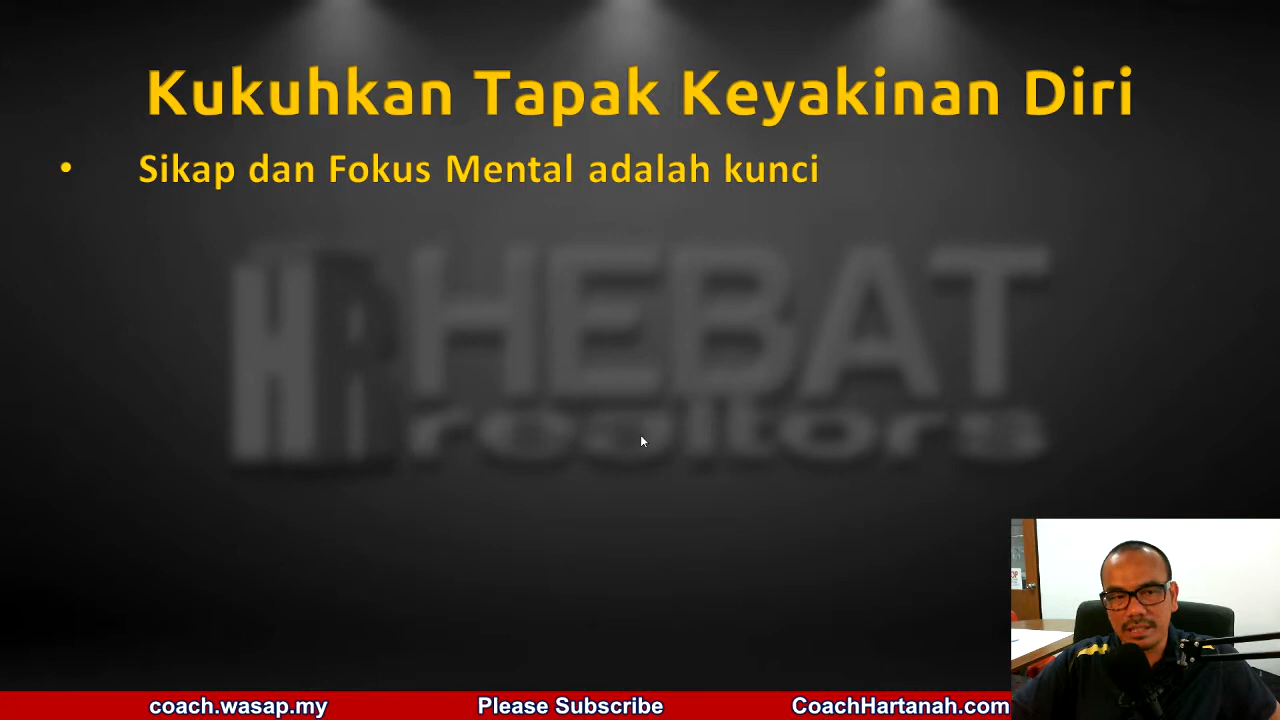 Kukuhkan Tapak Keyakinan Diri
• Sikap dan Fokus Mental adalah kunci
HEBAT
realtors
coach.wasap.my Please Subscribe CoachHartanah.com